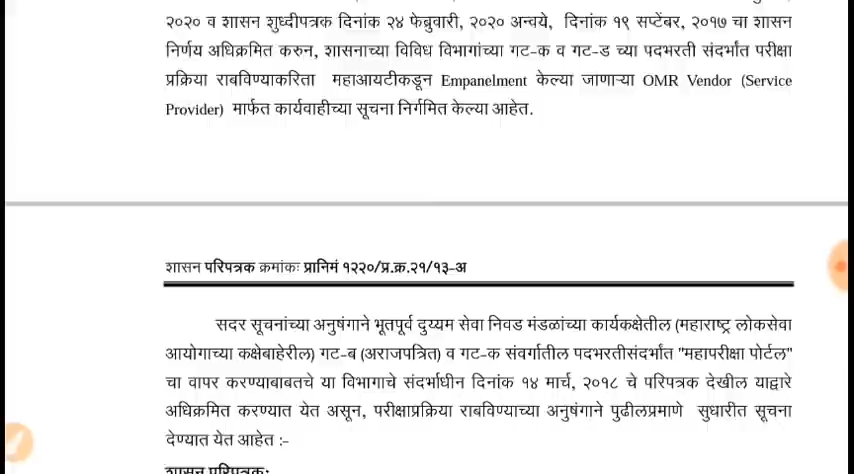 २०२० व शासन शुध्दीपत्रक दिनांक २४ फेब्रुवारी, २०२० अन्वये, दिनांक १९ सप्टेंबर, २०१७ चा शासन
निर्णय अधिक्रमित करुन, शासनाच्या विविध विभागांच्या गट-क व गट-ड च्या पदभरती संदर्भात परीक्षा
प्रक्रिया राबविण्याकरिता महाआयटीकडून Empanelment केल्या जाणाऱ्या OMR Vendor (Service
Provider) मार्फत कार्यवाहीच्या सूचना निर्गमित केल्या आहेत.
शासन परिपत्रक क्रमांकः प्रानिमं १२२०/प्र.क्र.२१/१३-अ
सदर सूचनांच्या अनुषंगाने भूतपूर्व दुय्यम सेवा निवड मंडळांच्या कार्यकक्षेतील (महाराष्ट्र लोकसेवा
आयोगाच्या कक्षेबाहेरील) गट-ब (अराजपत्रित) व गट-क संवर्गातील पदभरतीसंदर्भात "महापरीक्षा पोर्टल"
चा वापर करण्याबाबतचे या विभागाचे संदर्भाधीन दिनांक १४ मार्च, २०१८ चे परिपत्रक देखील याद्वारे
अधिक्रमित करण्यात येत असून, परीक्षाप्रक्रिया राबविण्याच्या अनुषंगाने पुढीलप्रमाणे सुधारीत सूचना
देण्यात येत आहेत :-
शासन परिपत्रक: